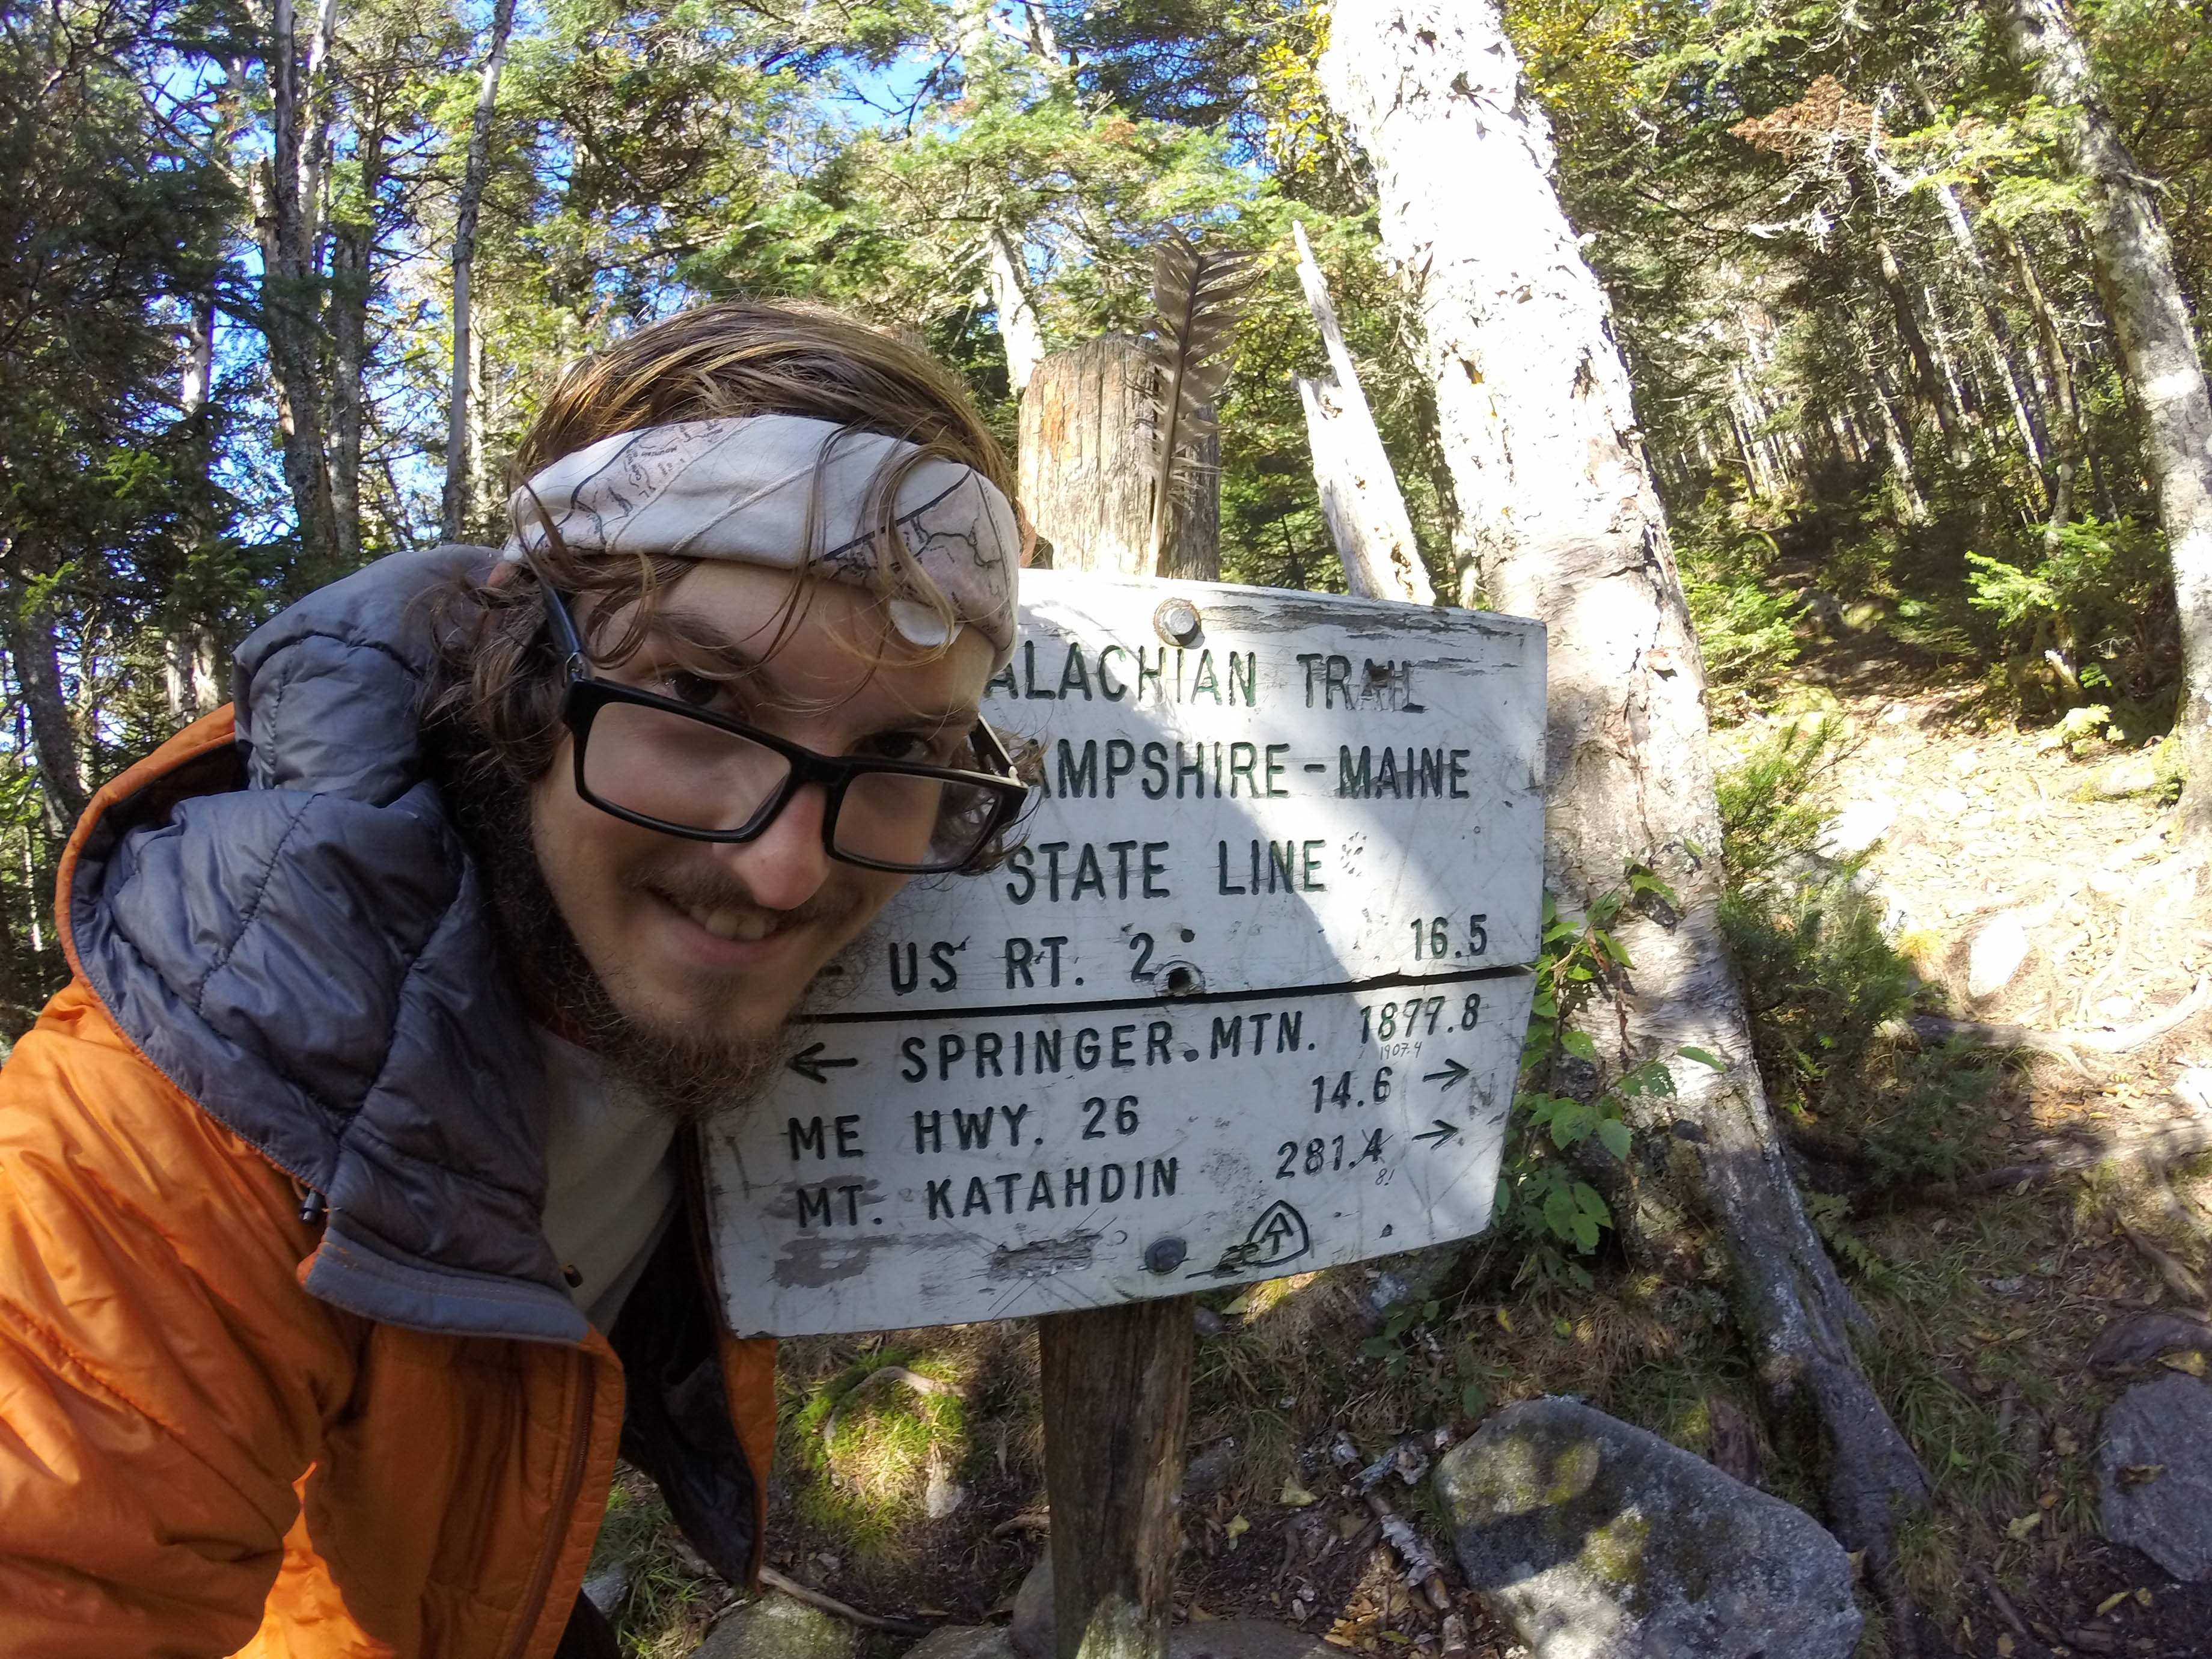 ALACHIAN TRAIL
AMPSHIRE-MAINE
STATE LINE
US RT. 2 16.5
← SPRINGER MTN. 1877.8
1907.4
ME HWY. 26 14.6 →
N
MT. KATAHDIN 281.4 →
8!
AT